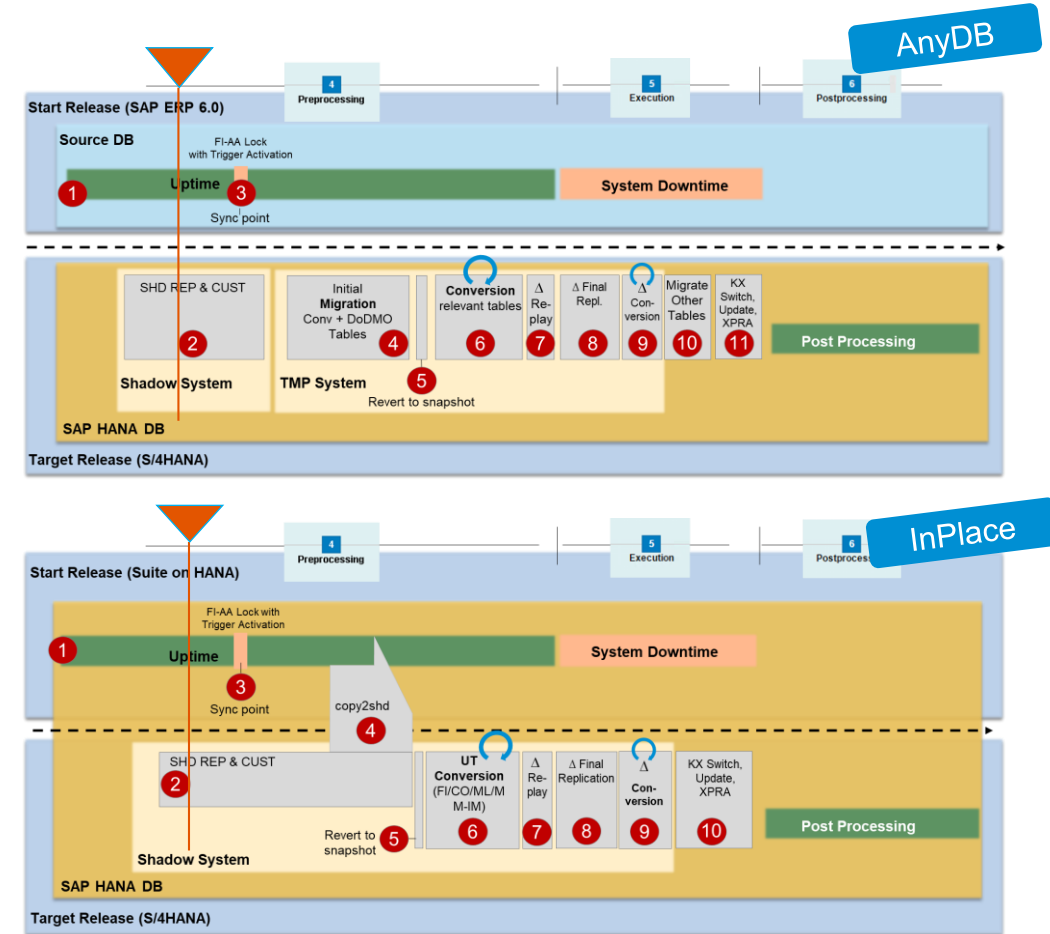 AnyDB
4
Preprocessing
5
Execution
6
Postprocessing
Start Release (SAP ERP 6.0)
Source DB
FI-AA Lock
with Trigger Activation
1
Uptime
3
System Downtime
Sync point
SHD REP & CUST
2
Shadow System
Initial
Migration
Conv + DoDMO
Tables
4
TMP System
5
Revert to snapshot
Conversion
relevant tables
6
Δ
Re-
play
7
Δ Final
Repl.
8
Δ
Con-
version
9
Migrate
Other
Tables
10
KX
Switch,
Update,
XPRA
11
Post Processing
SAP HANA DB
Target Release (S/4HANA)
InPlace
4
Preprocessing
5
Execution
6
Postproces
Start Release (Suite on HANA)
FI-AA Lock with
Trigger Activation
1
Uptime
System Downtime
3
Sync point
copy2shd
4
SHD REP & CUST
2
Shadow System
Revert to
snapshot
5
UT
Conversion
(FI/CO/ML/M
M-IM)
6
Δ
Re-
play
7
Δ Final
Replication
8
Δ
Con-
version
9
KX Switch,
Update,
XPRA
10
Post Processing
SAP HANA DB
Target Release (S/4HANA)